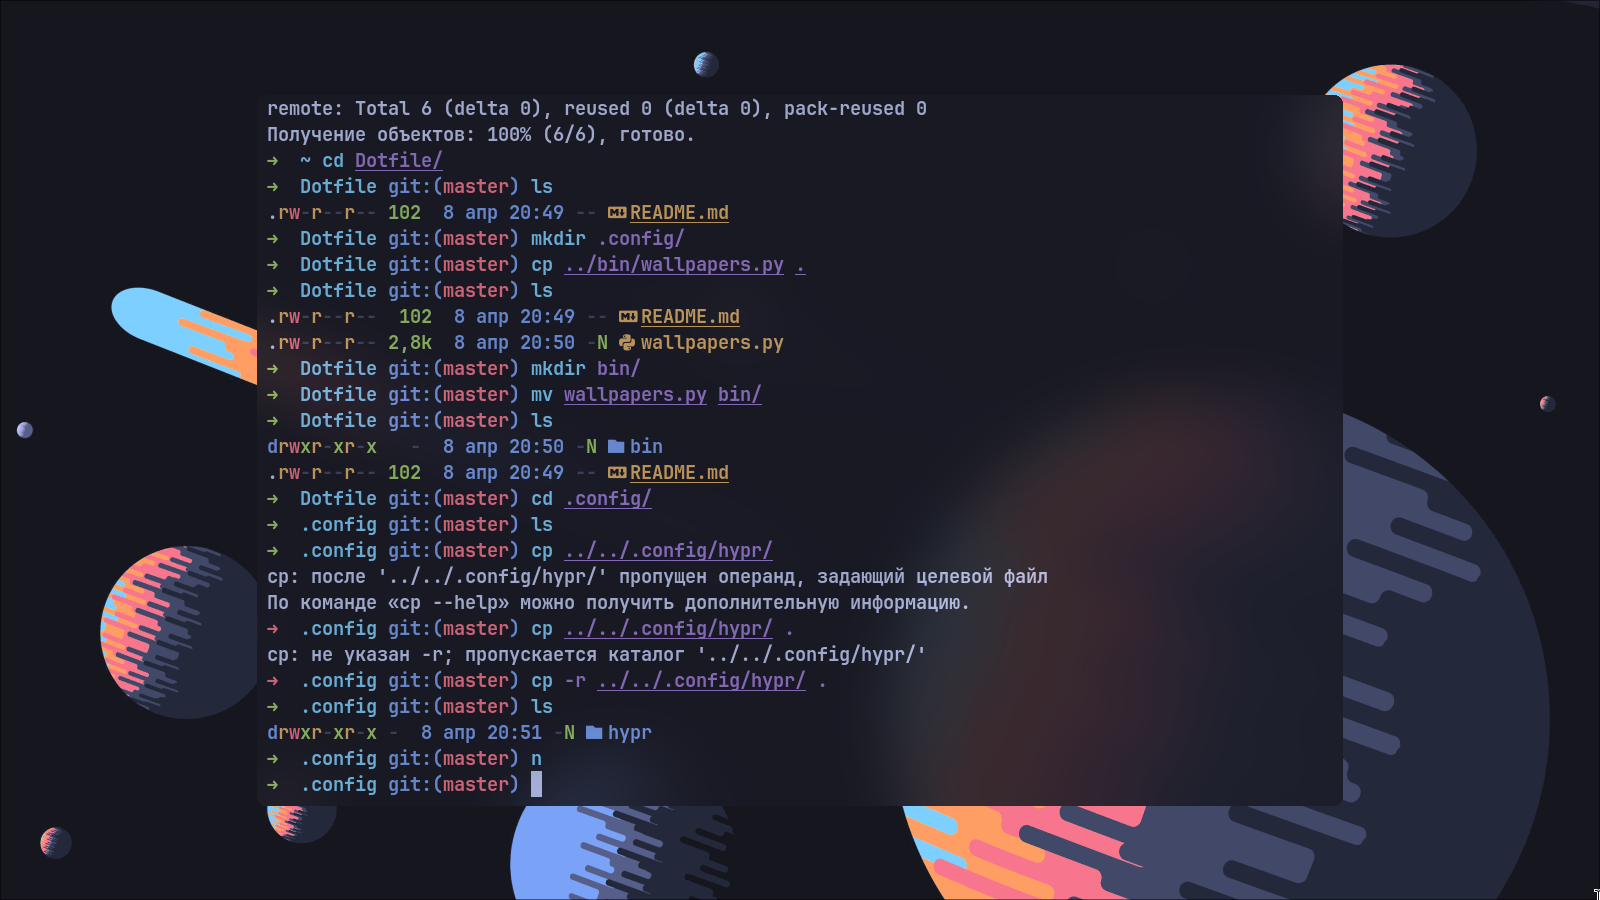 remote: Total 6 (delta 0), reused 0 (delta 0), pack-reused 0
Получение объектов: 100% (6/6), готово.
→ ~ cd Dotfile/
→ Dotfile git:(master) ls
.rw-r--r-- 102 8 апр 20:49 -- README.md
→ Dotfile git:(master) mkdir .config/
→ Dotfile git:(master) cp ../bin/wallpapers.py .
→ Dotfile git:(master) ls
.rw-r--r-- 102 8 апр 20:49 -- README.md
.rw-r--r-- 2,8k 8 апр 20:50 -N wallpapers.py
→ Dotfile git:(master) mkdir bin/
→ Dotfile git:(master) mv wallpapers.py bin/
→ Dotfile git:(master) ls
drwxr-xr-x - 8 апр 20:50 -N bin
.rw-r--r-- 102 8 апр 20:49 -- README.md
→ Dotfile git:(master) cd .config/
→ .config git:(master) ls
→ .config git:(master) cp ../../.config/hypr/
cp: после '../../.config/hypr/' пропущен операнд, задающий целевой файл
По команде «cp --help» можно получить дополнительную информацию.
→ .config git:(master) cp ../../.config/hypr/ .
cp: не указан -r; пропускается каталог '../../.config/hypr/'
→ .config git:(master) cp -r ../../.config/hypr/ .
→ .config git:(master) ls
drwxr-xr-x - 8 апр 20:51 -N hypr
→ .config git:(master) n
→ .config git:(master)